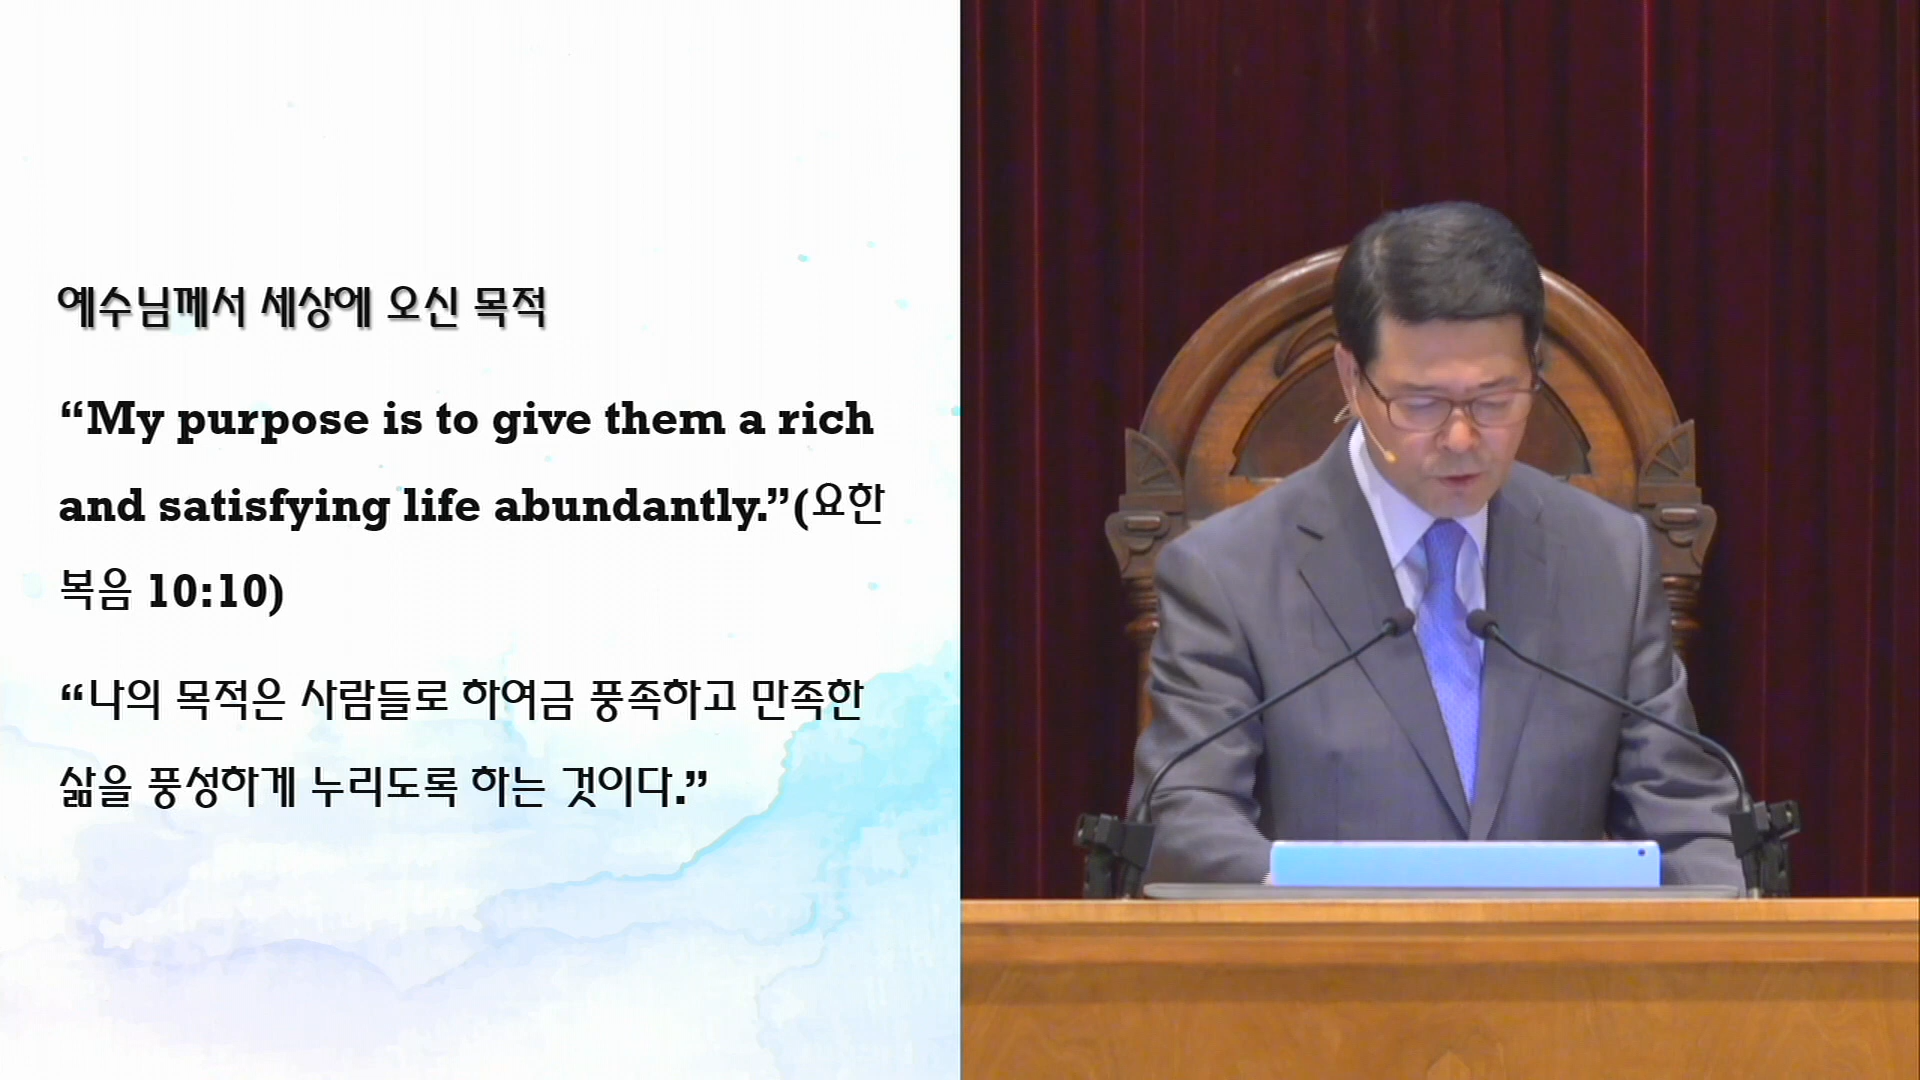 예수님께서 세상에 오신 목적
“My purpose is to give them a rich
and satisfying life abundantly.”(요한
복음 10:10)
“나의 목적은 사람들로 하여금 풍족하고 만족한
삶을 풍성하게 누리도록 하는 것이다.”